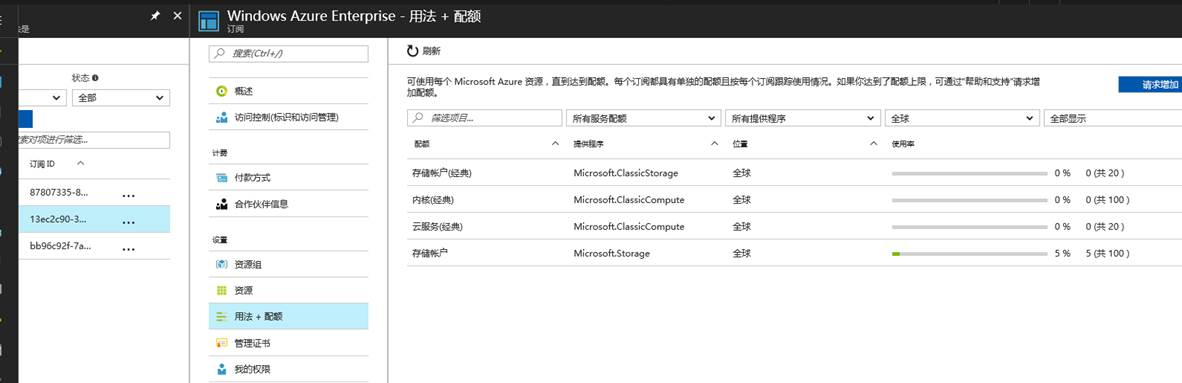 Windows Azure Enterprise - 用法 + 配额
订阅
是
状态
全部
对项进行筛选...
订阅 ID
87807335-8...
13ec2c90-3...
bb96c92f-7a...
搜索(Ctrl+/)
概述
访问控制(标识和访问管理)
计费
付款方式
合作伙伴信息
设置
资源组
资源
用法 + 配额
管理证书
我的权限
刷新
可使用每个 Microsoft Azure 资源，直到达到配额。每个订阅都具有单独的配额且按每个订阅跟踪使用情况。如果你达到了配额上限，可通过“帮助和支持”请求增
加配额。
请求增加
筛选项目...
所有服务配额
所有提供程序
全球
全部显示
配额 提供程序 位置 使用率
存储帐户(经典) Microsoft.ClassicStorage 全球 0 % 0 (共 20 )
内核(经典) Microsoft.ClassicCompute 全球 0 % 0 (共 100 )
云服务(经典) Microsoft.ClassicCompute 全球 0 % 0 (共 20 )
存储帐户 Microsoft.Storage 全球 5 % 5 (共 100 )